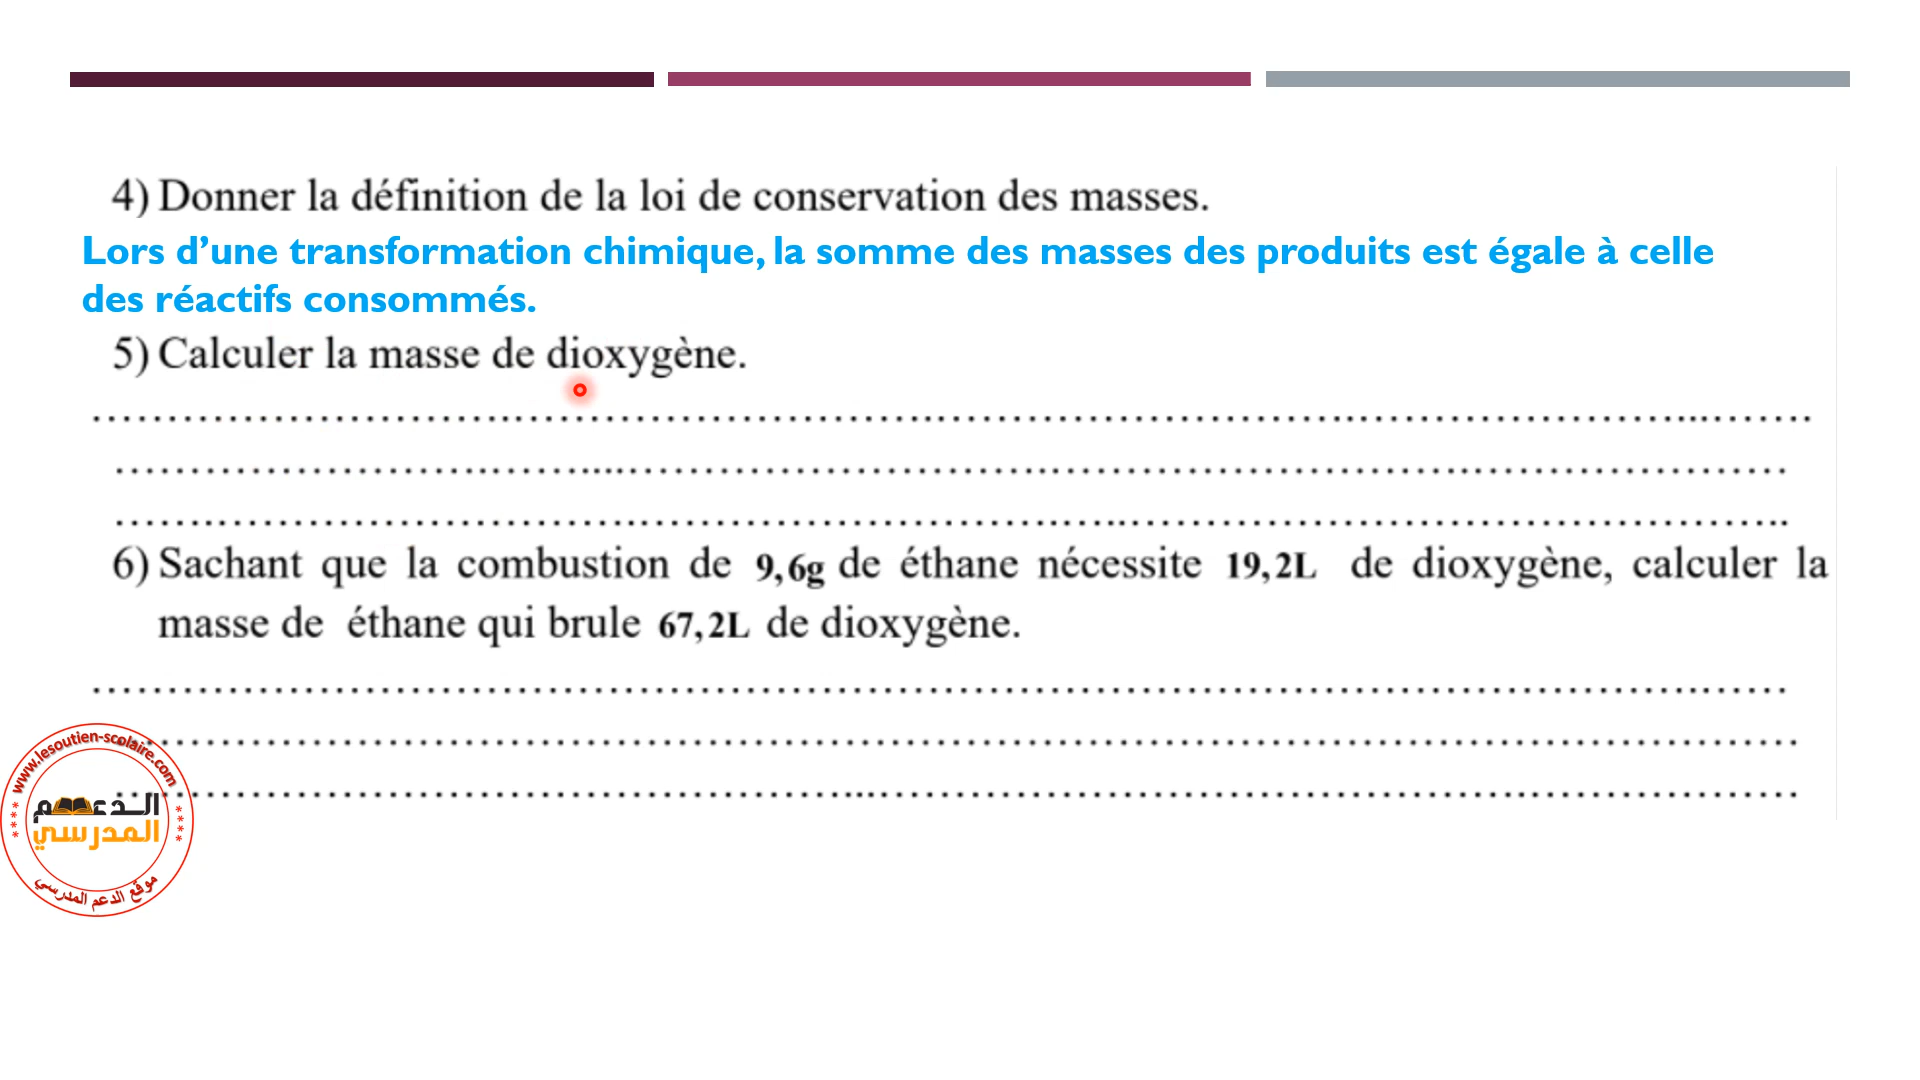 4) Donner la définition de la loi de conservation des masses.
Lors d’une transformation chimique, la somme des masses des produits est égale à celle
des réactifs consommés.
5) Calculer la masse de dioxygène.
6) Sachant que la combustion de 9,6g de éthane nécessite 19,2L de dioxygène, calculer la
masse de éthane qui brule 67,2L de dioxygène.
www.lesoutien-scolaire.com
الدعم
المدرسي
موقع الدعم المدرسي